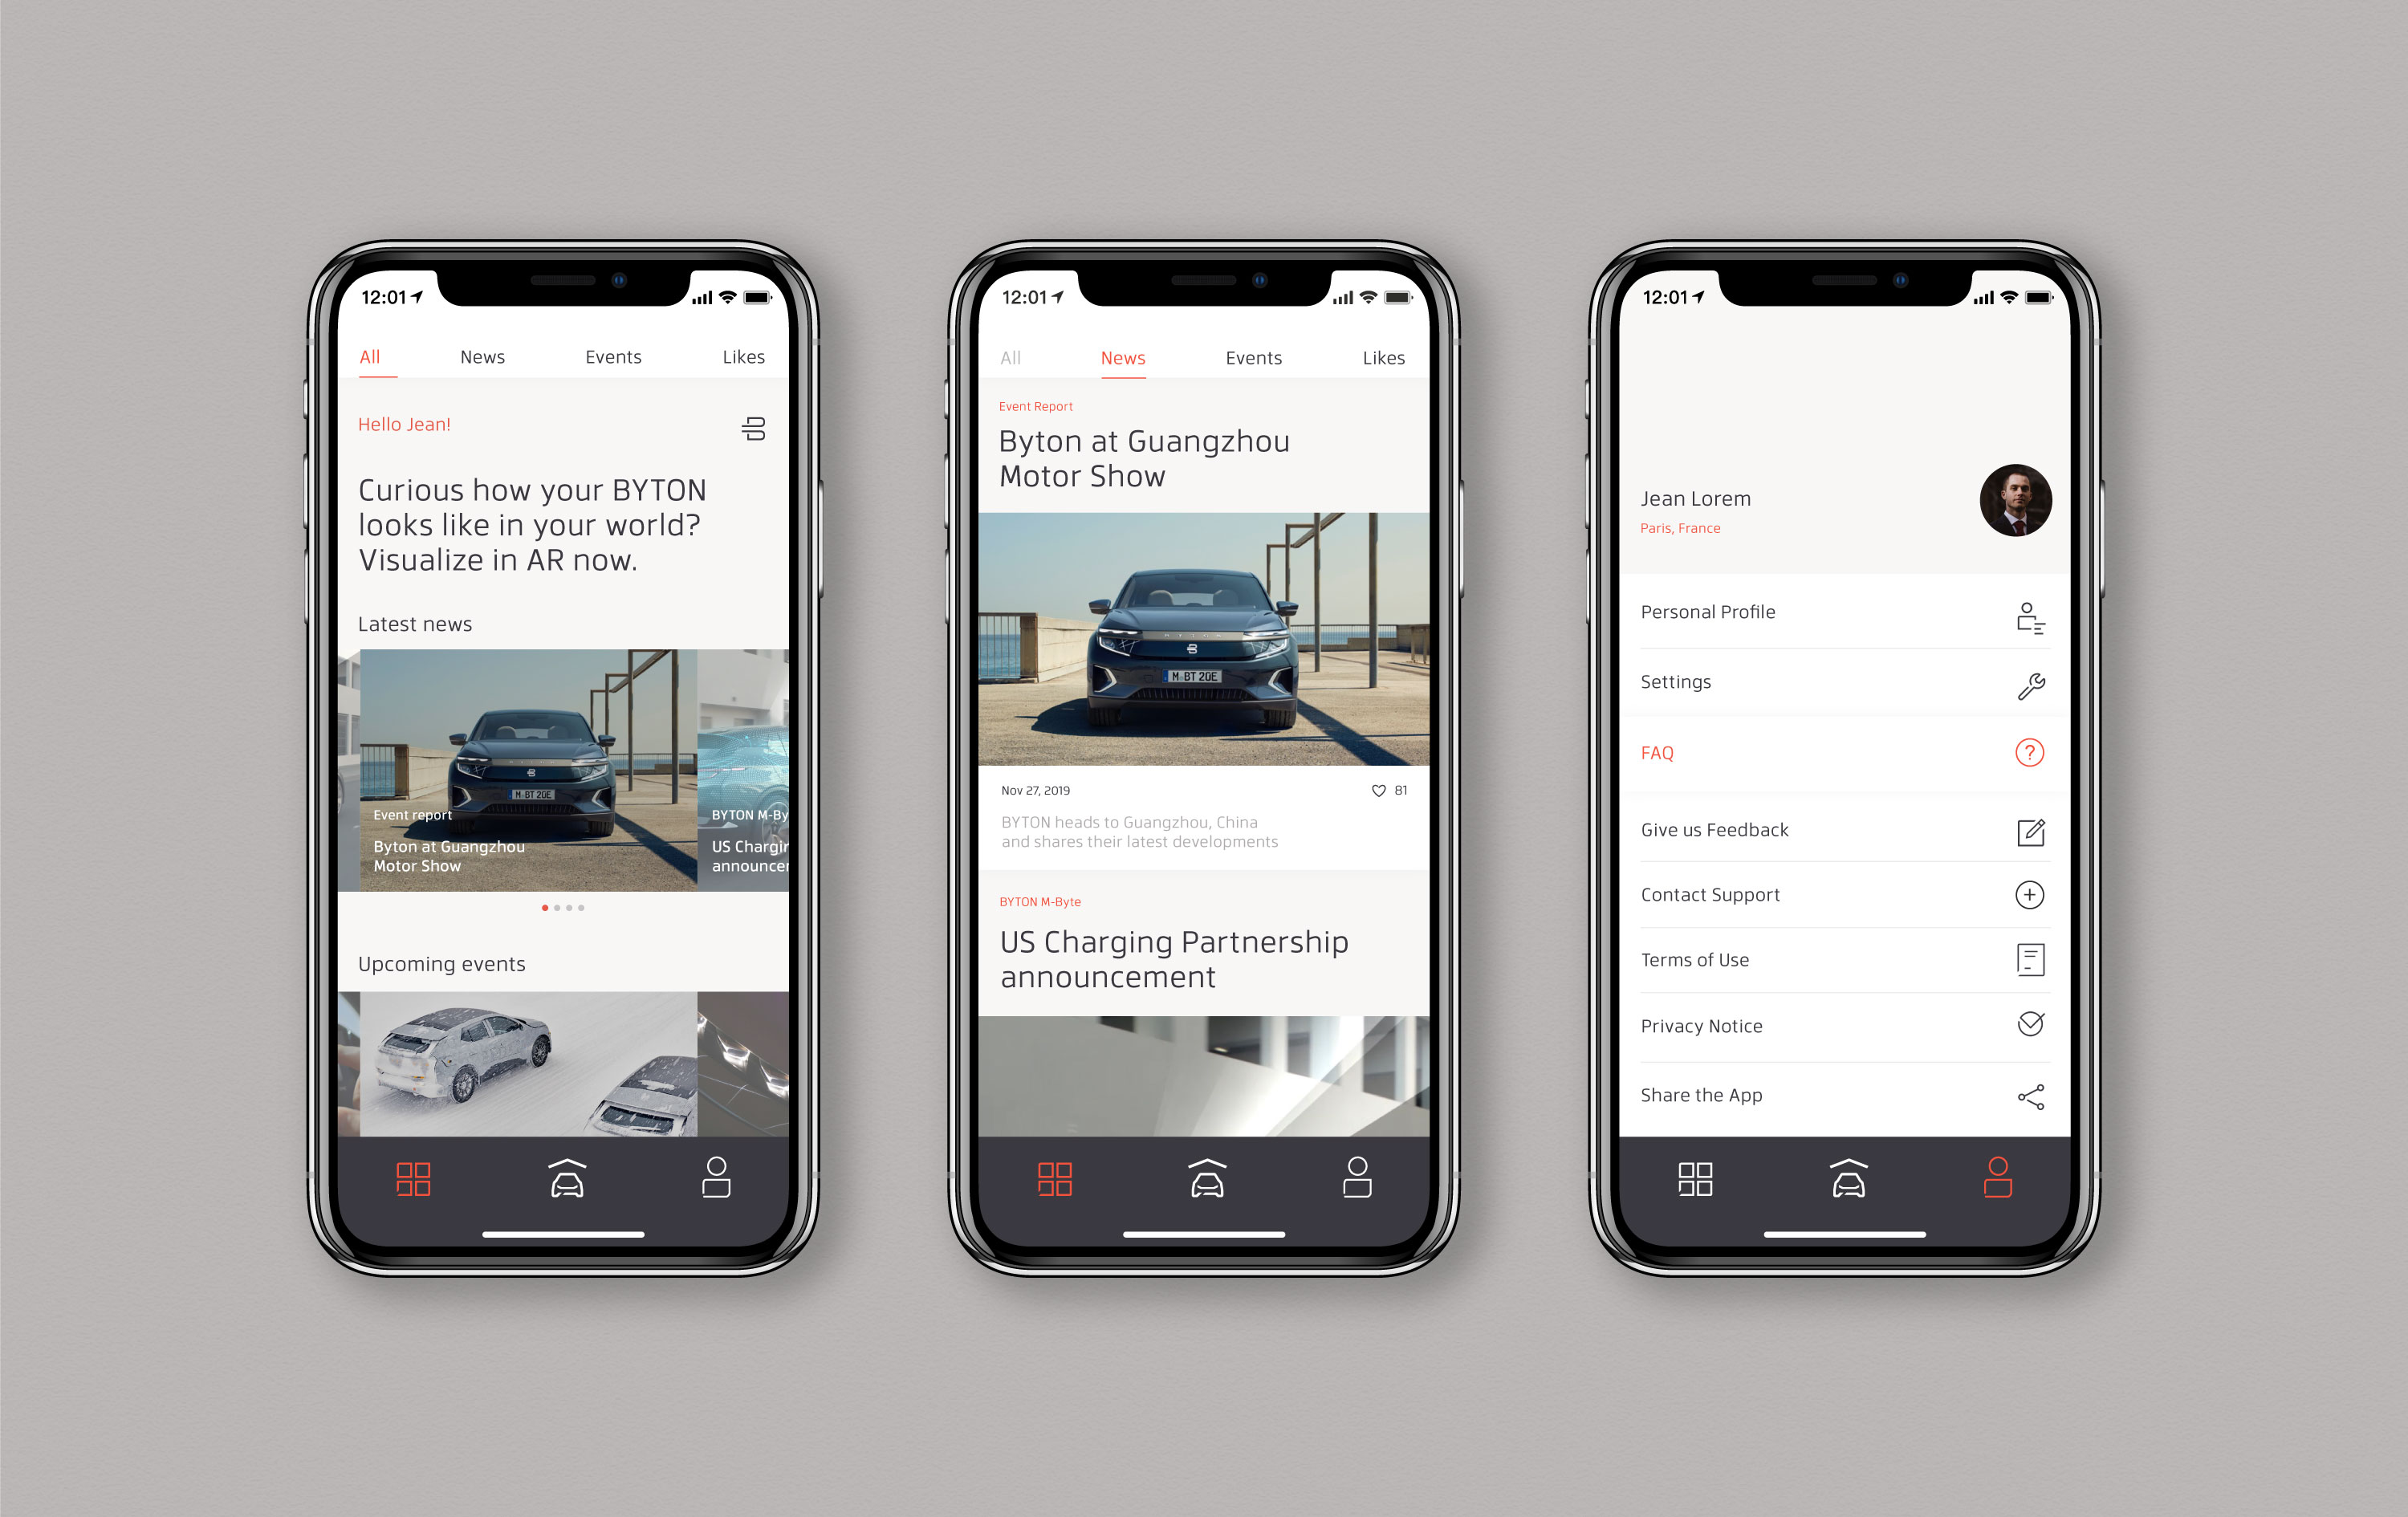 12:01
All News Events Likes
Hello Jean!
Curious how your BYTON
looks like in your world?
Visualize in AR now.
Latest news
M BT 20E
Event report
Byton at Guangzhou
Motor Show
BYTON M-By
US Chargin
announcer
Upcoming events
12:01
All News Events Likes
Event Report
Byton at Guangzhou
Motor Show
BYTON
M BT 20E
Nov 27, 2019
81
BYTON heads to Guangzhou, China
and shares their latest developments
BYTON M-Byte
US Charging Partnership
announcement
12:01
Jean Lorem
Paris, France
Personal Profile
Settings
FAQ
?
Give us Feedback
Contact Support
Terms of Use
Privacy Notice
Share the App